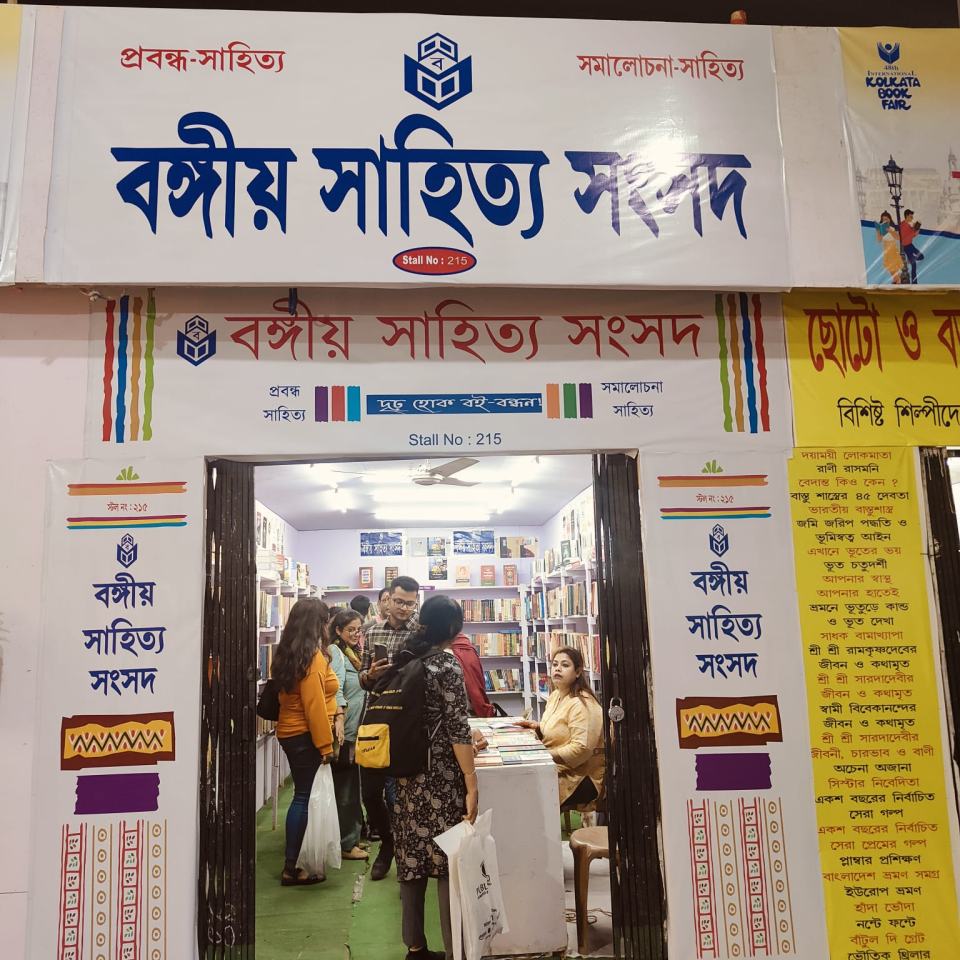 প্রবন্ধ-সাহিত্য
ব
সমালোচনা-সাহিত্য
বঙ্গীয় সাহিত্য সংসদ
Stall No : 215
48th
INTERNATIONAL
KOLKATA
BOOK
FAIR
ব
বঙ্গীয় সাহিত্য সংসদ
প্রবন্ধ
সাহিত্য
দৃঢ় হোক বই-বন্ধন!
সমালোচনা
সাহিত্য
Stall No : 215
স্টল নং : ২১৫
বঙ্গীয়
সাহিত্য
সংসদ
বঙ্গীয় সাহিত্য সংসদ
স্টল নং : ২১৫
বঙ্গীয়
সাহিত্য
সংসদ
ছোটো ও
বিশিষ্ট শিল্পীদের
দয়াময়ী লোকমাতা
রাণী রাসমনি
বেদান্ত কিও কেন ?
বাস্তু শাস্ত্রের ৪৫ দেবতা
ভারতীয় বাস্তুশাস্ত্র
জমি জরিপ পদ্ধতি ও
ভূমিস্বত্ব আইন
এখানে ভূতের ভয়
ভূত চতুদশী
আপনার স্বাস্থ
আপনার হাতেই
ভ্রমনে ভূতুড়ে কান্ড
ও ভূত দেখা
সাধক বামাখ্যাপা
শ্রী শ্রী রামকৃষ্ণদেবের
জীবন ও কথামৃত
শ্রী শ্রী সারদাদেবীর
জীবন ও কথামৃত
স্বামী বিবেকানন্দের
জীবন ও কথামৃত
শ্রী শ্রী সারদাদেবীর
জীবনী, চারভাব ও বাণী
অচেনা অজানা
সিস্টার নিবেদিতা
একশ বছরের নির্বাচিত
সেরা গল্প
একশ বছরের নির্বাচিত
সেরা প্রেমের গল্প
প্লাম্বার প্রশিক্ষণ
বাংলাদেশ ভ্রমণ সমগ্র
ইউরোপ ভ্রমণ
হাঁদা ভোঁদা
নন্টে ফন্টে
বাঁটুল দি গ্রেট
ভৌতিক থ্রিলার